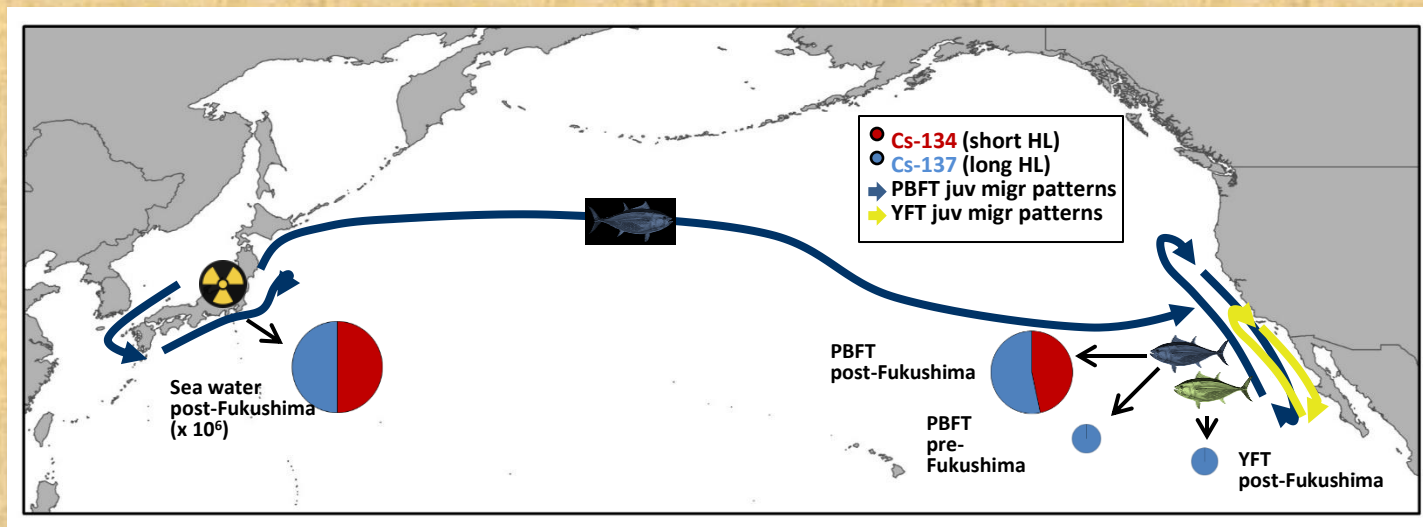 Cs-134 (short HL)
Cs-137 (long HL)
PBFT juv migr patterns
YFT juv migr patterns
Sea water
post-Fukushima
(x 10⁶)
PBFT
post-Fukushima
PBFT
pre-
Fukushima
YFT
post-Fukushima